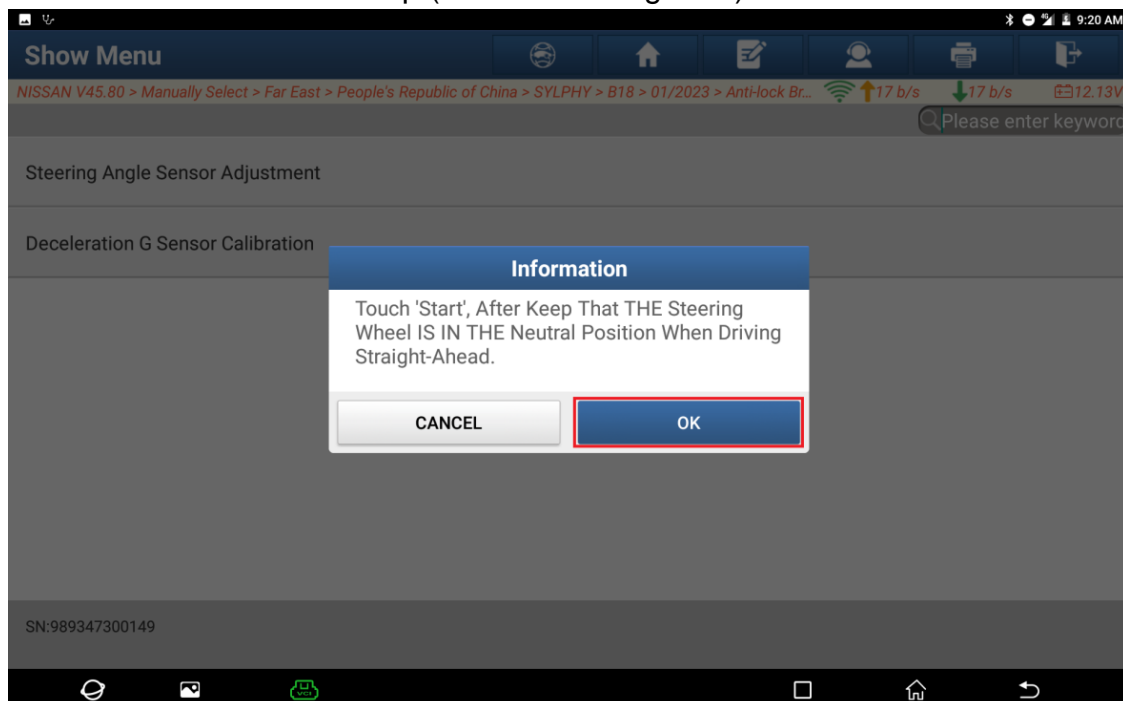 9:20 AM
Show Menu
NISSAN V45.80 > Manually Select > Far East > People's Republic of China > SYLPHY > B18 > 01/2023 > Anti-lock Br... 17 b/s 17 b/s 12.13V
Please enter keyword
Steering Angle Sensor Adjustment
Deceleration G Sensor Calibration
Information
Touch 'Start', After Keep That THE Steering
Wheel IS IN THE Neutral Position When Driving
Straight-Ahead.
CANCEL OK
SN:989347300149
VCI